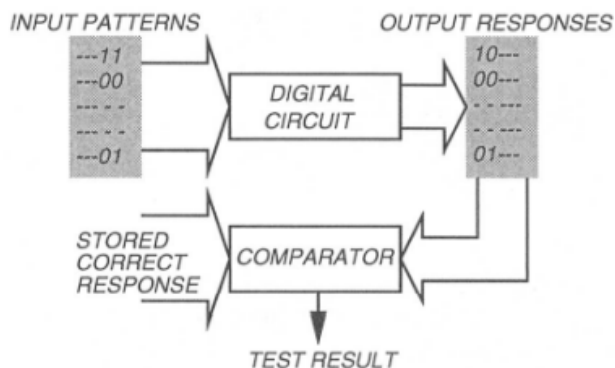 INPUT PATTERNS
---11
---00
--- - -
--- - -
---01
DIGITAL
CIRCUIT
OUTPUT RESPONSES
10---
00---
- - ---
- - ---
01---
STORED
CORRECT
RESPONSE
COMPARATOR
TEST RESULT